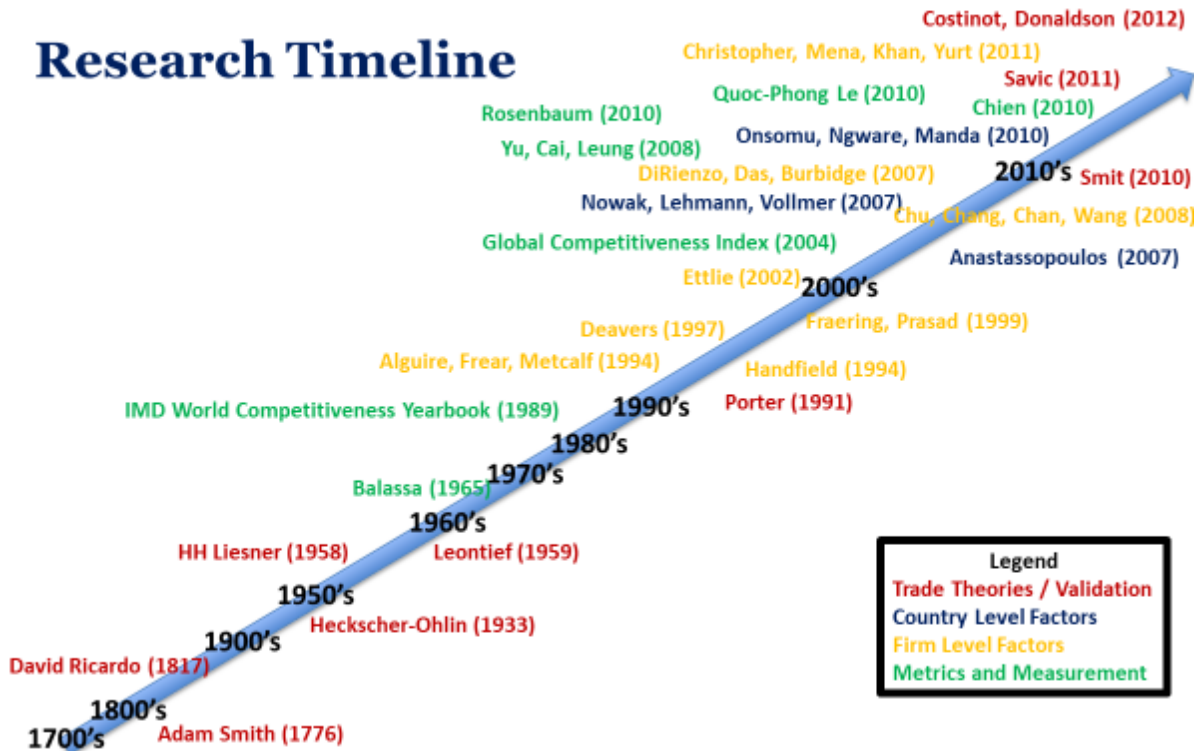 Costinot, Donaldson (2012)
Research Timeline
Christopher, Mena, Khan, Yurt (2011)
Savic (2011)
Quoc-Phong Le (2010)
Chien (2010)
Rosenbaum (2010)
Onsomu, Ngware, Manda (2010)
Yu, Cai, Leung (2008)
2010's
DiRienzo, Das, Burbidge (2007)
Smit (2010)
Nowak, Lehmann, Vollmer (2007)
Chu, Chang, Chan, Wang (2008)
Global Competitiveness Index (2004)
Anastassopoulos (2007)
Ettlie (2002)
2000's
Deavers (1997)
Fraering, Prasad (1999)
Alguire, Frear, Metcalf (1994)
Handfield (1994)
IMD World Competitiveness Yearbook (1989)
1990's
Porter (1991)
1980's
1970's
Balassa (1965)
1960's
HH Liesner (1958)
Leontief (1959)
1950's
Heckscher-Ohlin (1933)
1900's
David Ricardo (1817)
1800's
Adam Smith (1776)
1700's
Legend
Trade Theories / Validation
Country Level Factors
Firm Level Factors
Metrics and Measurement